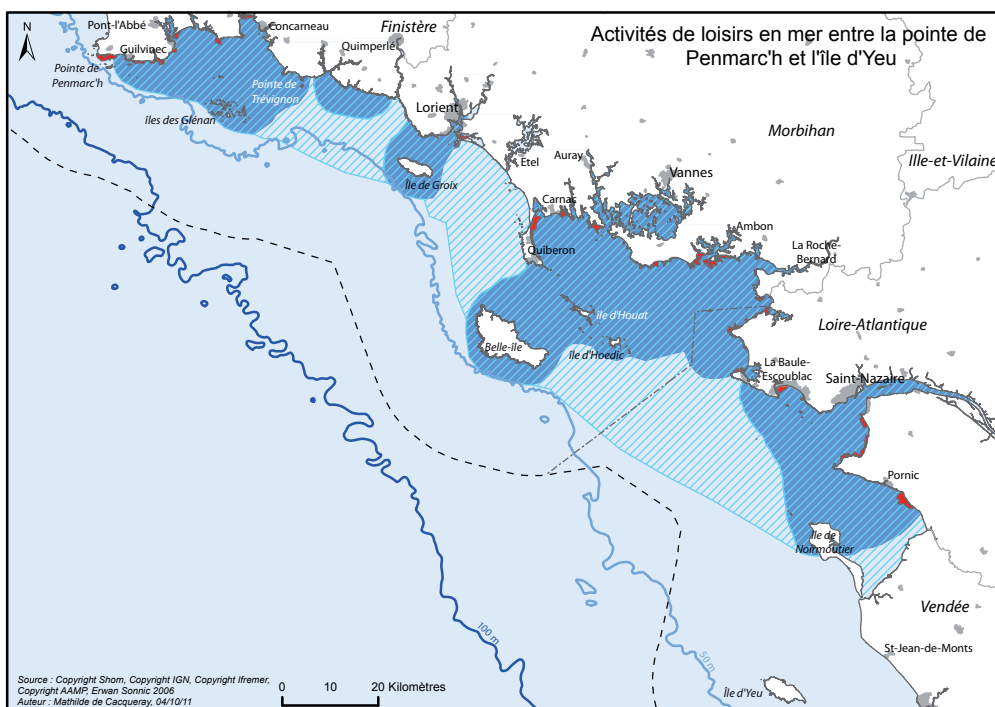 Activités de loisirs en mer entre la pointe de
Penmarc'h et l'île d'Yeu
N
Pont-l'Abbé
Concarneau
Finistère
Quimperlé
Guilvinec
Pointe de
Penmarc'h
Pointe de
Trévignon
îles des Glénan
Lorient
Morbihan
Ille-et-Vilaine
Île de Groix
Etel
Auray
Vannes
Carnac
Ambon
Quiberon
La Roche-
Bernard
île d'Houat
Loire-Atlantique
Belle-île
île d'Hoedic
La Baule-
Escoublac
Saint-Nazaire
Pornic
Île de
Noirmoutier
Vendée
100 m
50 m
St-Jean-de-Monts
Île d'Yeu
Source : Copyright Shom, Copyright IGN, Copyright Ifremer,
Copyright AAMP, Erwan Sonnic 2006
Auteur : Mathilde de Cacqueray, 04/10/11
0 10 20 Kilomètres